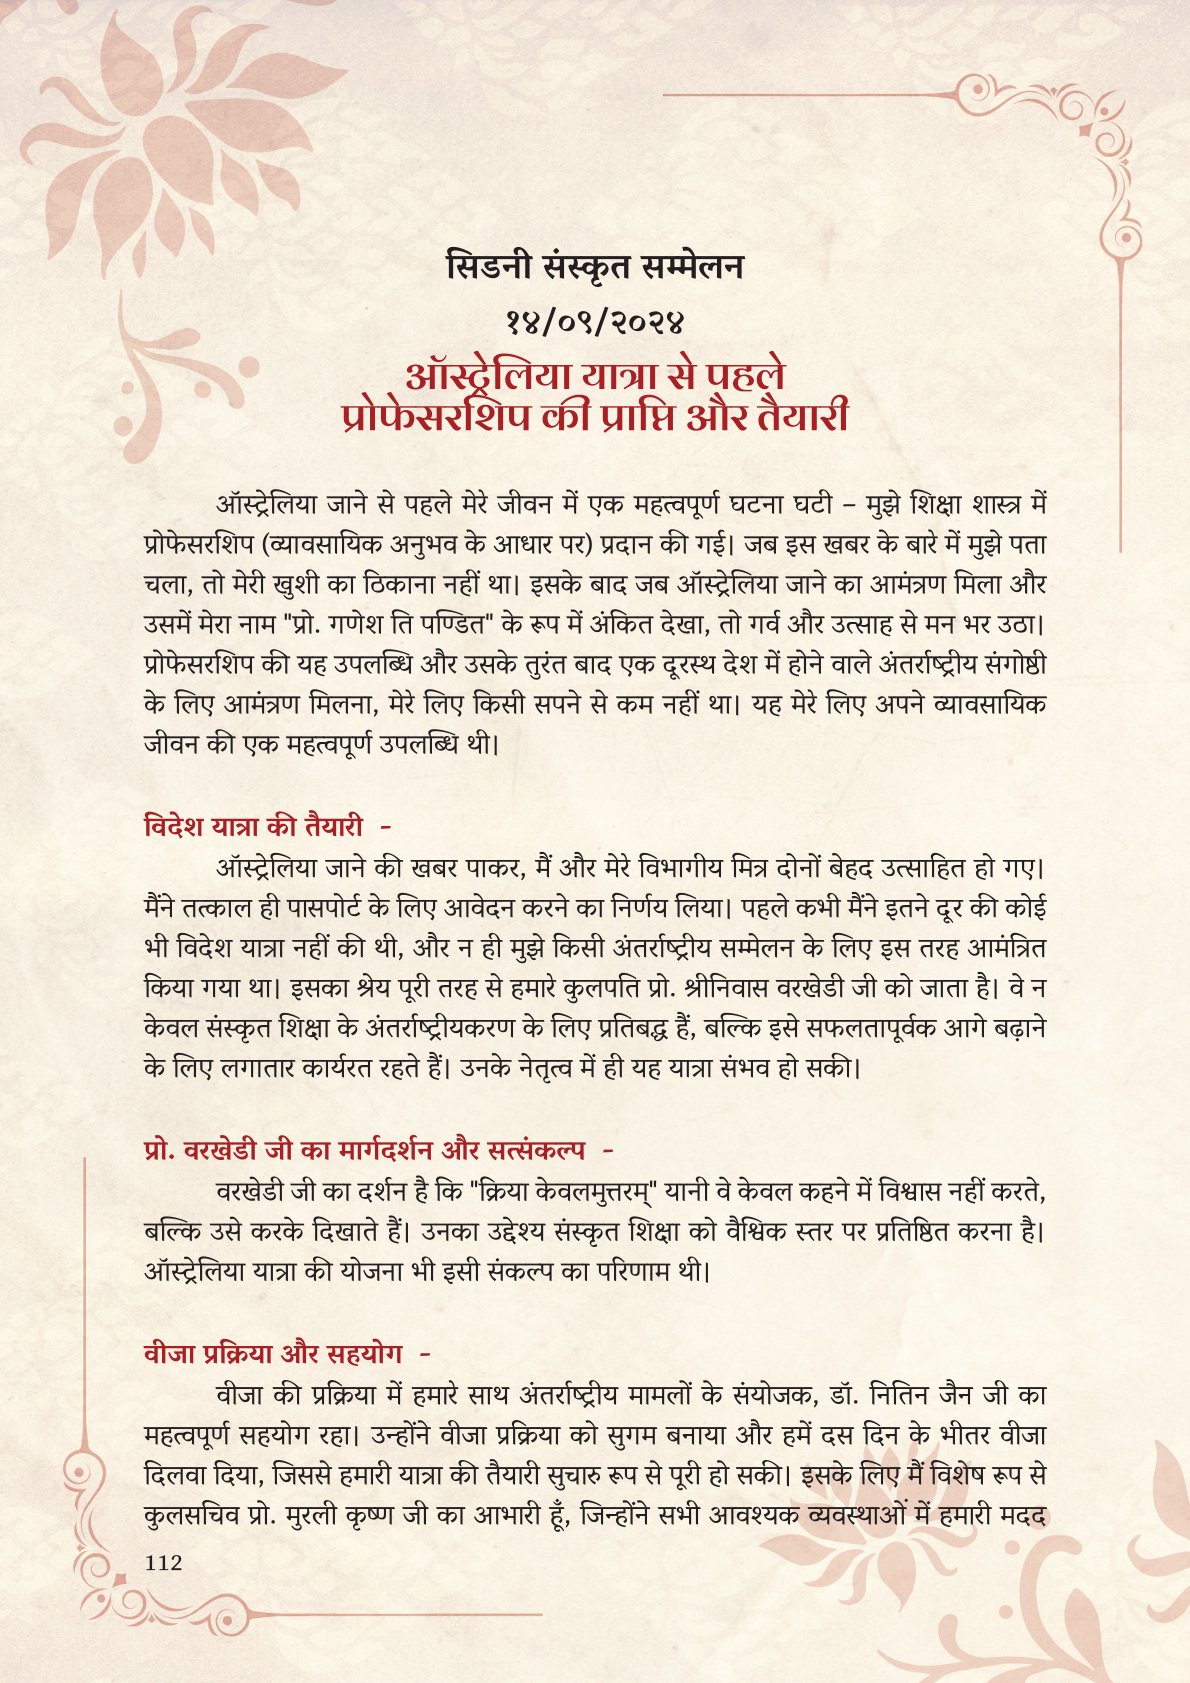 सिडनी संस्कृत सम्मेलन
१४/०९/२०२४
ऑस्ट्रेलिया यात्रा से पहले
प्रोफेसरशिप की प्राप्ति और तैयारी
ऑस्ट्रेलिया जाने से पहले मेरे जीवन में एक महत्वपूर्ण घटना घटी – मुझे शिक्षा शास्त्र में
प्रोफेसरशिप (व्यावसायिक अनुभव के आधार पर) प्रदान की गई। जब इस खबर के बारे में मुझे पता
चला, तो मेरी खुशी का ठिकाना नहीं था। इसके बाद जब ऑस्ट्रेलिया जाने का आमंत्रण मिला और
उसमें मेरा नाम "प्रो. गणेश ति पण्डित" के रूप में अंकित देखा, तो गर्व और उत्साह से मन भर उठा।
प्रोफेसरशिप की यह उपलब्धि और उसके तुरंत बाद एक दूरस्थ देश में होने वाले अंतर्राष्ट्रीय संगोष्ठी
के लिए आमंत्रण मिलना, मेरे लिए किसी सपने से कम नहीं था। यह मेरे लिए अपने व्यावसायिक
जीवन की एक महत्वपूर्ण उपलब्धि थी।
विदेश यात्रा की तैयारी -
ऑस्ट्रेलिया जाने की खबर पाकर, मैं और मेरे विभागीय मित्र दोनों बेहद उत्साहित हो गए।
मैंने तत्काल ही पासपोर्ट के लिए आवेदन करने का निर्णय लिया। पहले कभी मैंने इतने दूर की कोई
भी विदेश यात्रा नहीं की थी, और न ही मुझे किसी अंतर्राष्ट्रीय सम्मेलन के लिए इस तरह आमंत्रित
किया गया था। इसका श्रेय पूरी तरह से हमारे कुलपति प्रो. श्रीनिवास वरखेडी जी को जाता है। वे न
केवल संस्कृत शिक्षा के अंतर्राष्ट्रीयकरण के लिए प्रतिबद्ध हैं, बल्कि इसे सफलतापूर्वक आगे बढ़ाने
के लिए लगातार कार्यरत रहते हैं। उनके नेतृत्व में ही यह यात्रा संभव हो सकी।
प्रो. वरखेडी जी का मार्गदर्शन और सत्संकल्प -
वरखेडी जी का दर्शन है कि "क्रिया केवलमुत्तरम्" यानी वे केवल कहने में विश्वास नहीं करते,
बल्कि उसे करके दिखाते हैं। उनका उद्देश्य संस्कृत शिक्षा को वैश्विक स्तर पर प्रतिष्ठित करना है।
ऑस्ट्रेलिया यात्रा की योजना भी इसी संकल्प का परिणाम थी।
वीजा प्रक्रिया और सहयोग -
वीजा की प्रक्रिया में हमारे साथ अंतर्राष्ट्रीय मामलों के संयोजक, डॉ. नितिन जैन जी का
महत्वपूर्ण सहयोग रहा। उन्होंने वीजा प्रक्रिया को सुगम बनाया और हमें दस दिन के भीतर वीजा
दिलवा दिया, जिससे हमारी यात्रा की तैयारी सुचारु रूप से पूरी हो सकी। इसके लिए मैं विशेष रूप से
कुलसचिव प्रो. मुरली कृष्ण जी का आभारी हूँ, जिन्होंने सभी आवश्यक व्यवस्थाओं में हमारी मदद
112